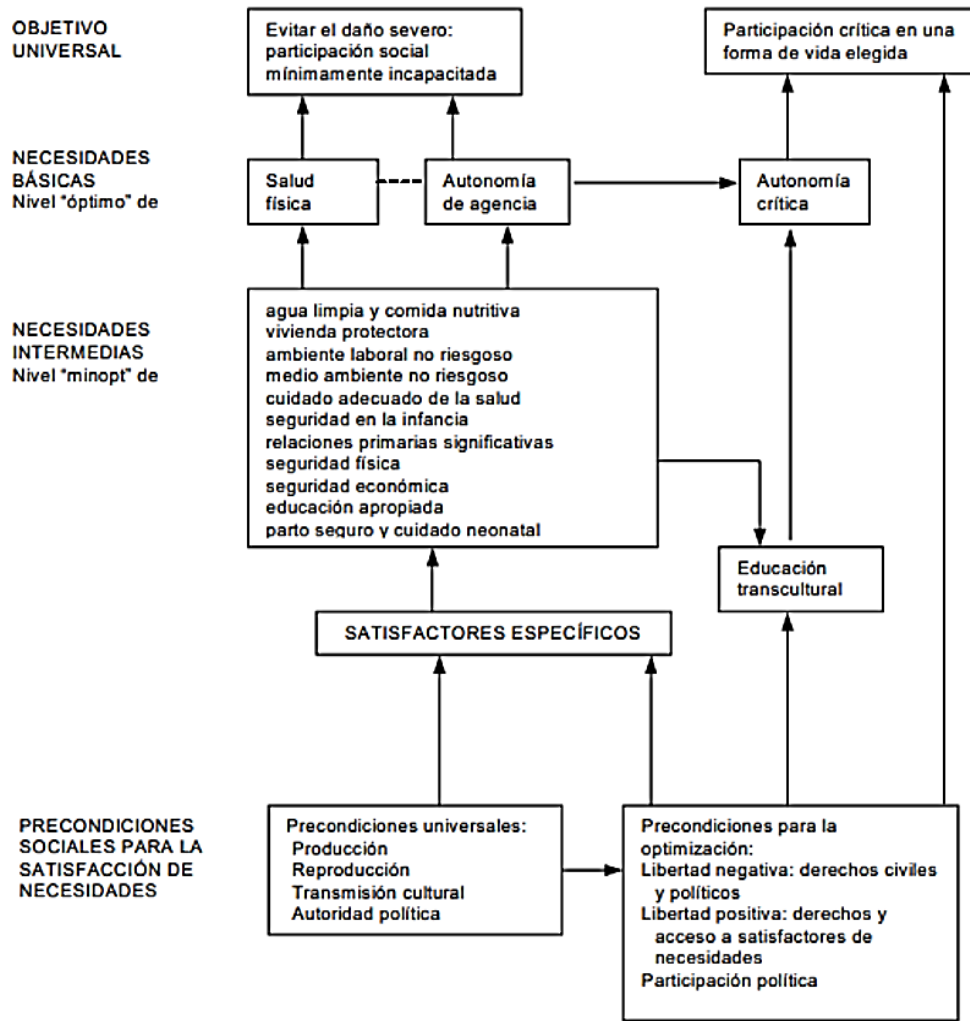 OBJETIVO
UNIVERSAL
Evitar el daño severo:
participación social
mínimamente incapacitada
Participación crítica en una
forma de vida elegida
NECESIDADES
BÁSICAS
Nivel "óptimo" de
Salud
física
Autonomía
de agencia
Autonomía
crítica
NECESIDADES
INTERMEDIAS
Nivel "minopt" de
agua limpia y comida nutritiva
vivienda protectora
ambiente laboral no riesgoso
medio ambiente no riesgoso
cuidado adecuado de la salud
seguridad en la infancia
relaciones primarias significativas
seguridad física
seguridad económica
educación apropiada
parto seguro y cuidado neonatal
Educación
transcultural
SATISFACTORES ESPECÍFICOS
PRECONDICIONES
SOCIALES PARA LA
SATISFACCIÓN DE
NECESIDADES
Precondiciones universales:
Producción
Reproducción
Transmisión cultural
Autoridad política
Precondiciones para la
optimización:
Libertad negativa: derechos civiles
y políticos
Libertad positiva: derechos y
acceso a satisfactores de
necesidades
Participación política